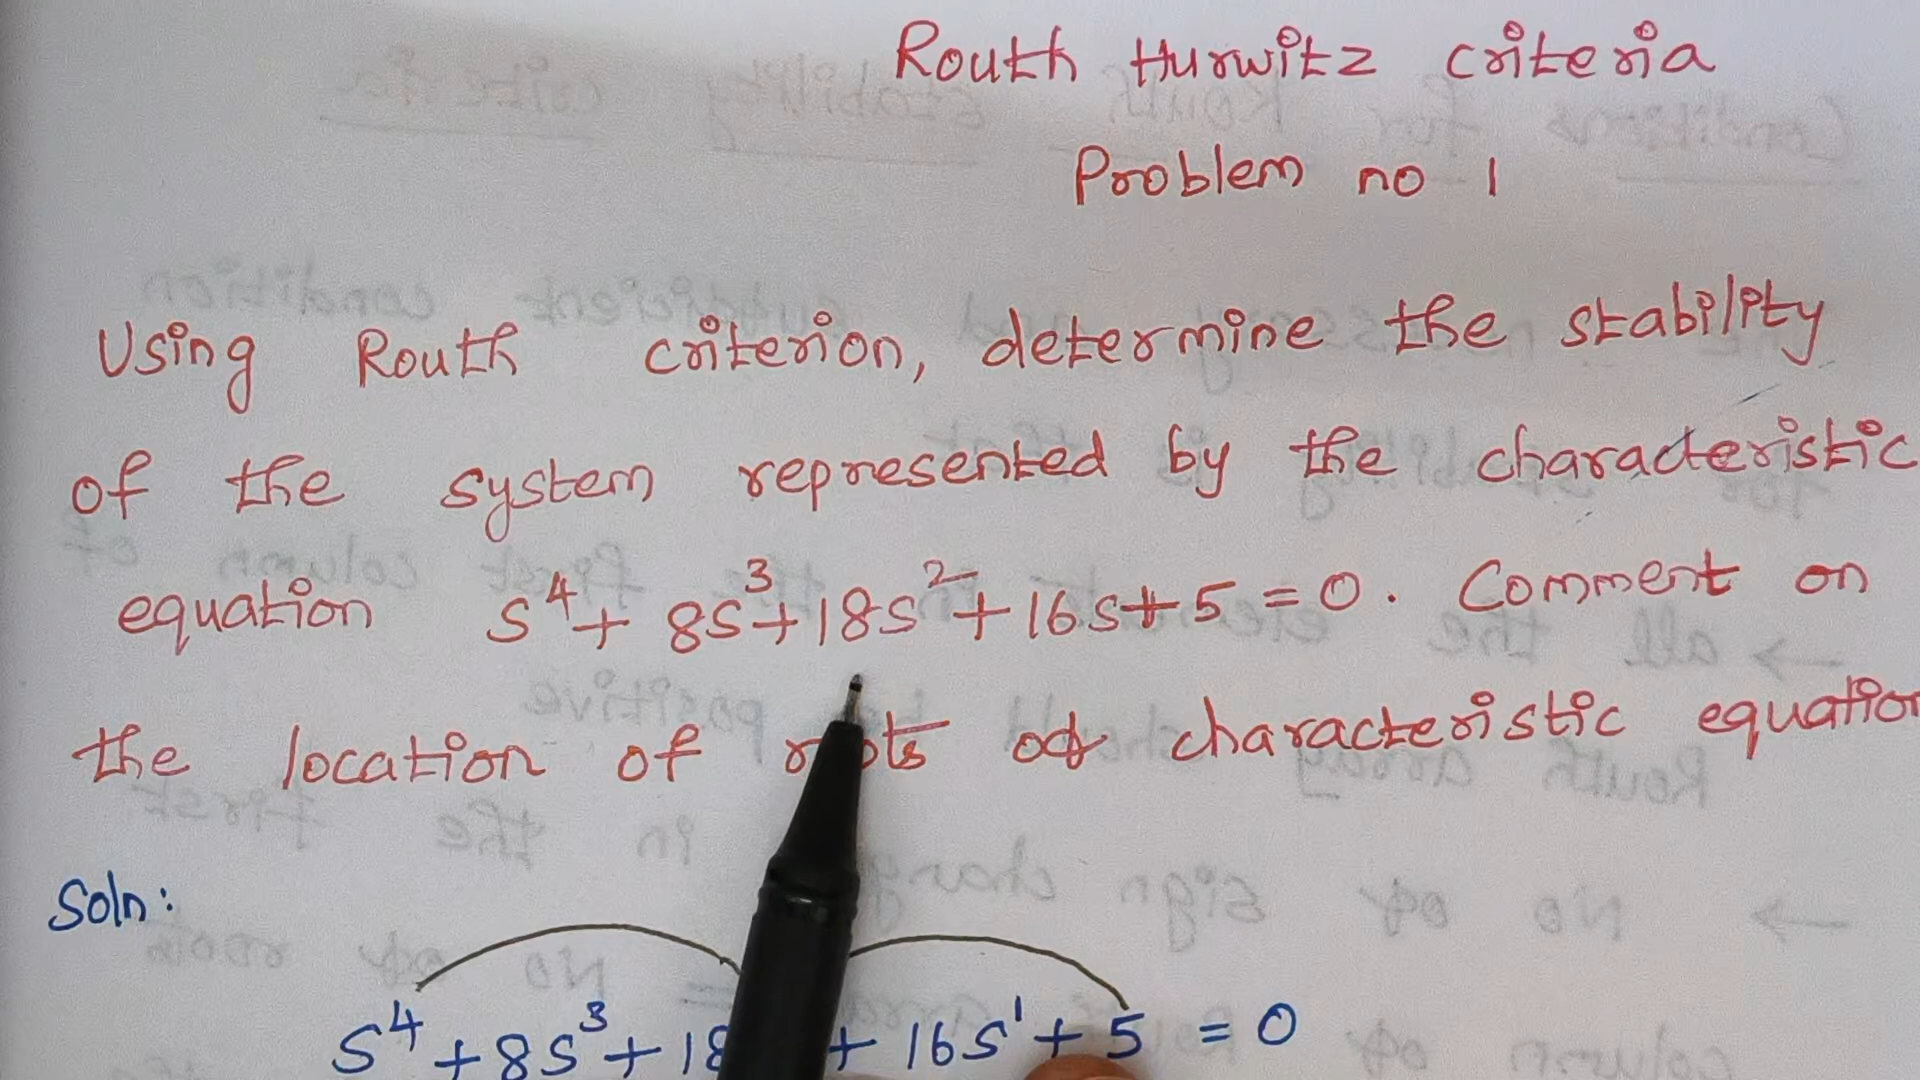 Routh Hurwitz criteria
Problem no 1
Using Routh criterion, determine the stability
of the system represented by the characteristic
equation s⁴+ 8s³+18s²+16s+5=0. Comment on
the location of roots of characteristic equation
Soln:
s⁴+8s³+18 + 16s¹+5 = 0